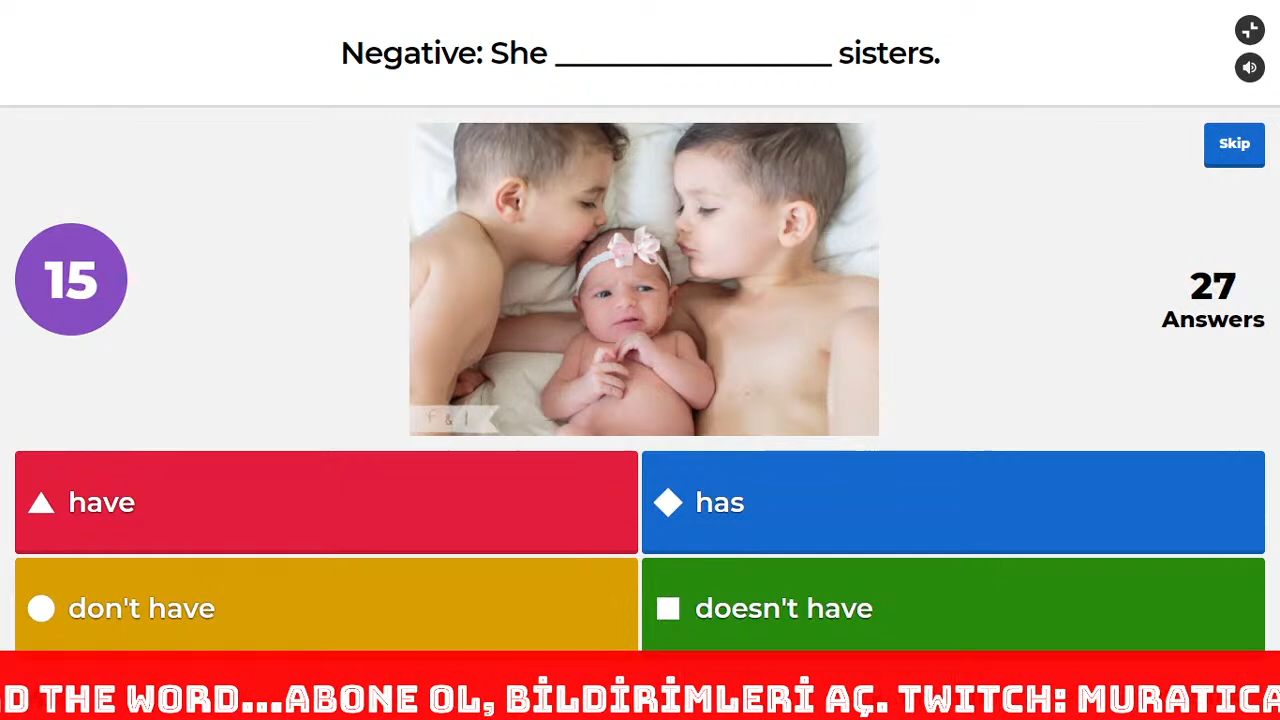 Negative: She ________________ sisters.
Skip
15
27
Answers
f & l
have
has
don't have
doesn't have
D THE WORD...ABONE OL, BİLDİRİMLERİ AÇ. TWITCH: MURATICA